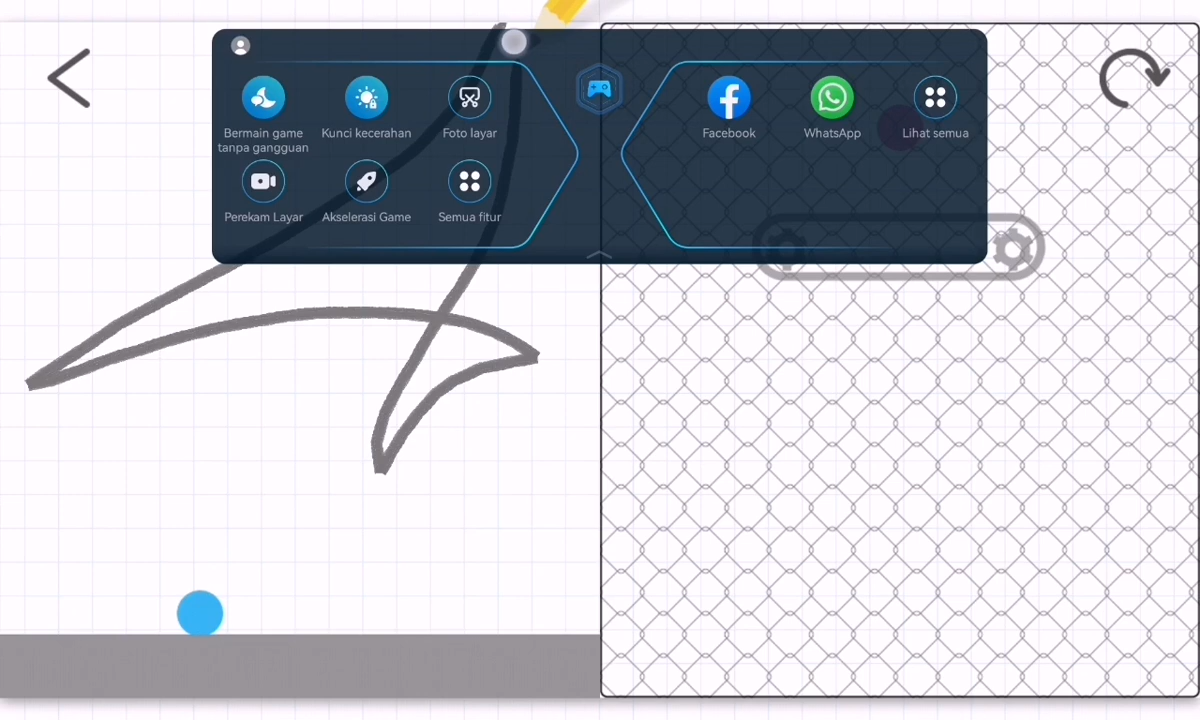 Bermain game
tanpa gangguan
Kunci kecerahan
Foto layar
Facebook
WhatsApp
Lihat semua
Perekam Layar
Akselerasi Game
Semua fitur